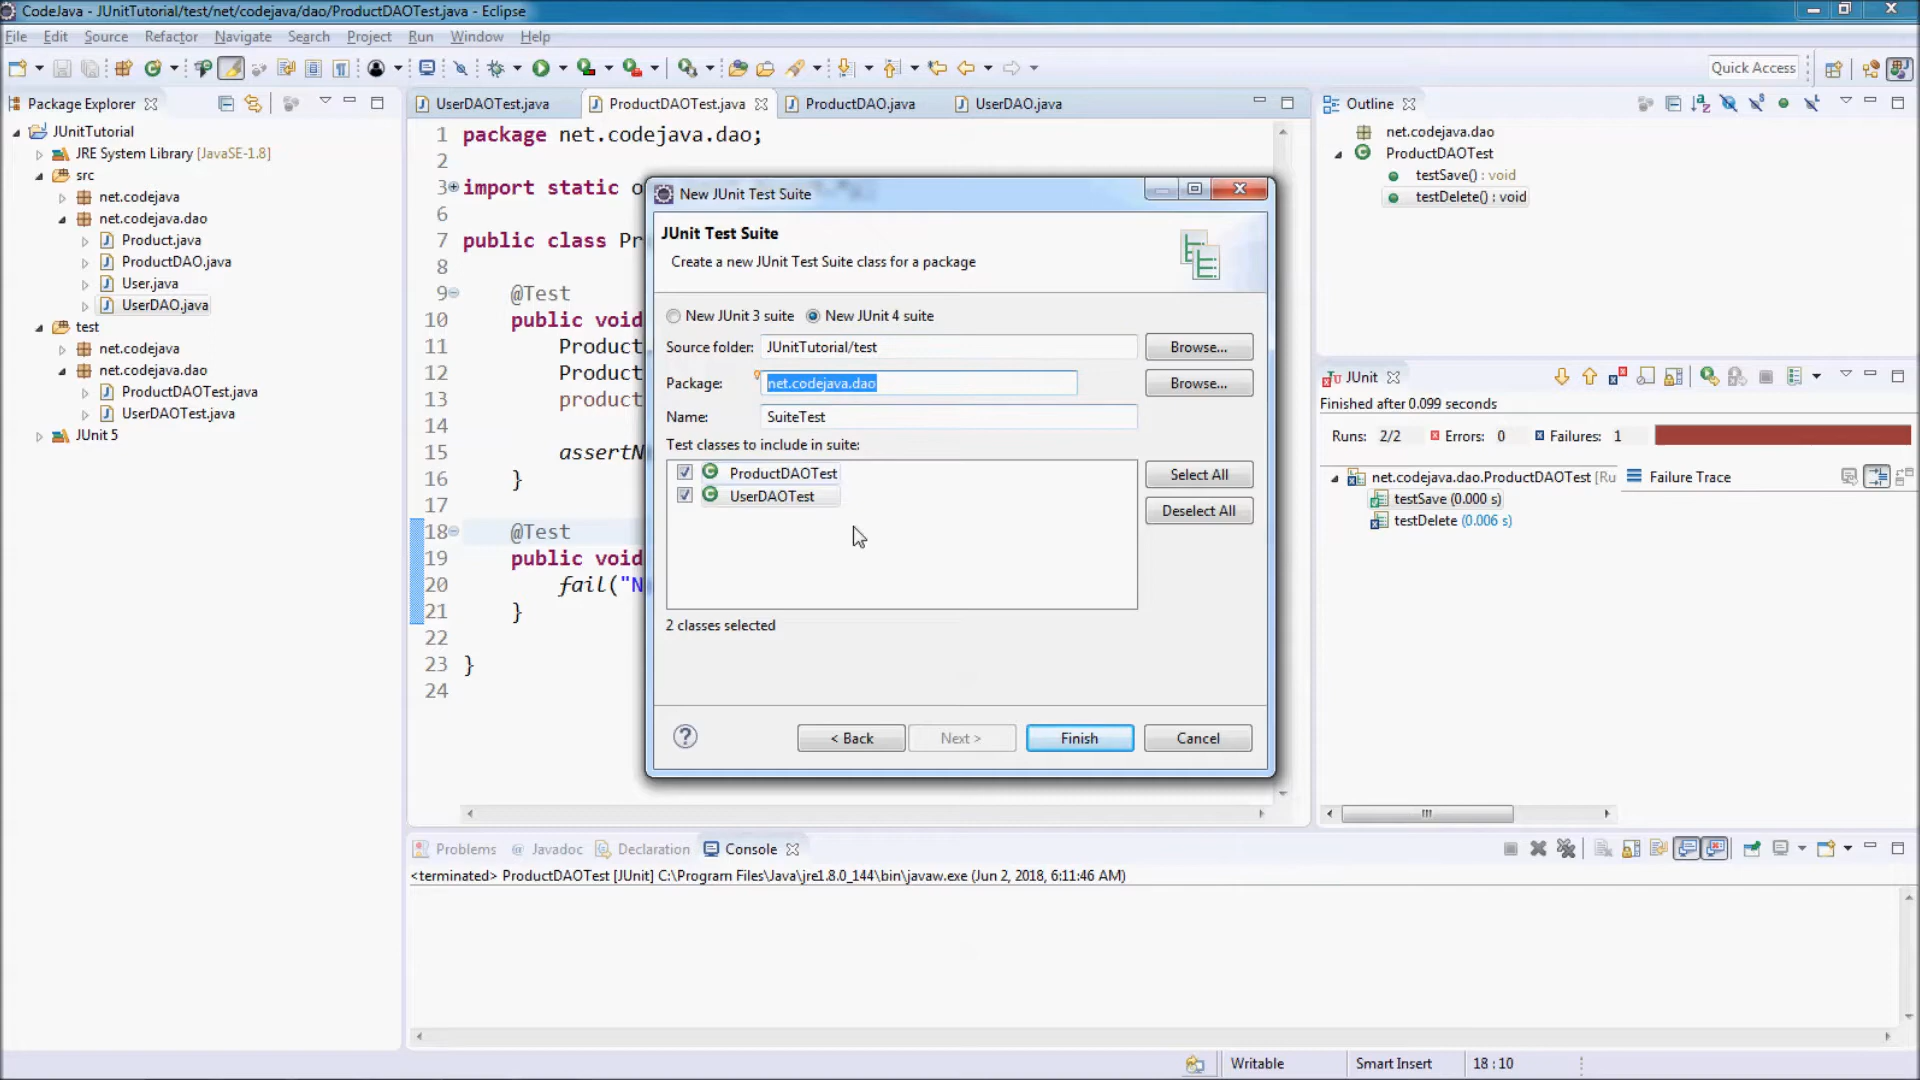 CodeJava - JUnitTutorial/test/net/codejava/dao/ProductDAOTest.java - Eclipse
File Edit Source Refactor Navigate Search Project Run Window Help
Quick Access
Package Explorer
JUnitTutorial
JRE System Library [JavaSE-1.8]
src
net.codejava
net.codejava.dao
Product.java
ProductDAO.java
User.java
UserDAO.java
test
net.codejava
net.codejava.dao
ProductDAOTest.java
UserDAOTest.java
JUnit 5
UserDAOTest.java ProductDAOTest.java ProductDAO.java UserDAO.java
1 package net.codejava.dao;
2
3 import static o
6
7 public class Pr
8
9 @Test
10 public void
11 Product
12 Product
13 product
14
15 assertN
16 }
17
18 @Test
19 public void
20 fail("N
21 }
22
23 }
24
New JUnit Test Suite
JUnit Test Suite
Create a new JUnit Test Suite class for a package
New JUnit 3 suite New JUnit 4 suite
Source folder: JUnitTutorial/test Browse...
Package: net.codejava.dao Browse...
Name: SuiteTest
Test classes to include in suite:
ProductDAOTest Select All
UserDAOTest Deselect All
2 classes selected
? < Back Next > Finish Cancel
Outline
net.codejava.dao
ProductDAOTest
testSave() : void
testDelete() : void
JUnit
Finished after 0.099 seconds
Runs: 2/2 Errors: 0 Failures: 1
net.codejava.dao.ProductDAOTest [Ru
testSave (0.000 s)
testDelete (0.006 s)
Failure Trace
Problems @ Javadoc Declaration Console
<terminated> ProductDAOTest [JUnit] C:\Program Files\Java\jre1.8.0_144\bin\javaw.exe (Jun 2, 2018, 6:11:46 AM)
Writable Smart Insert 18 : 10